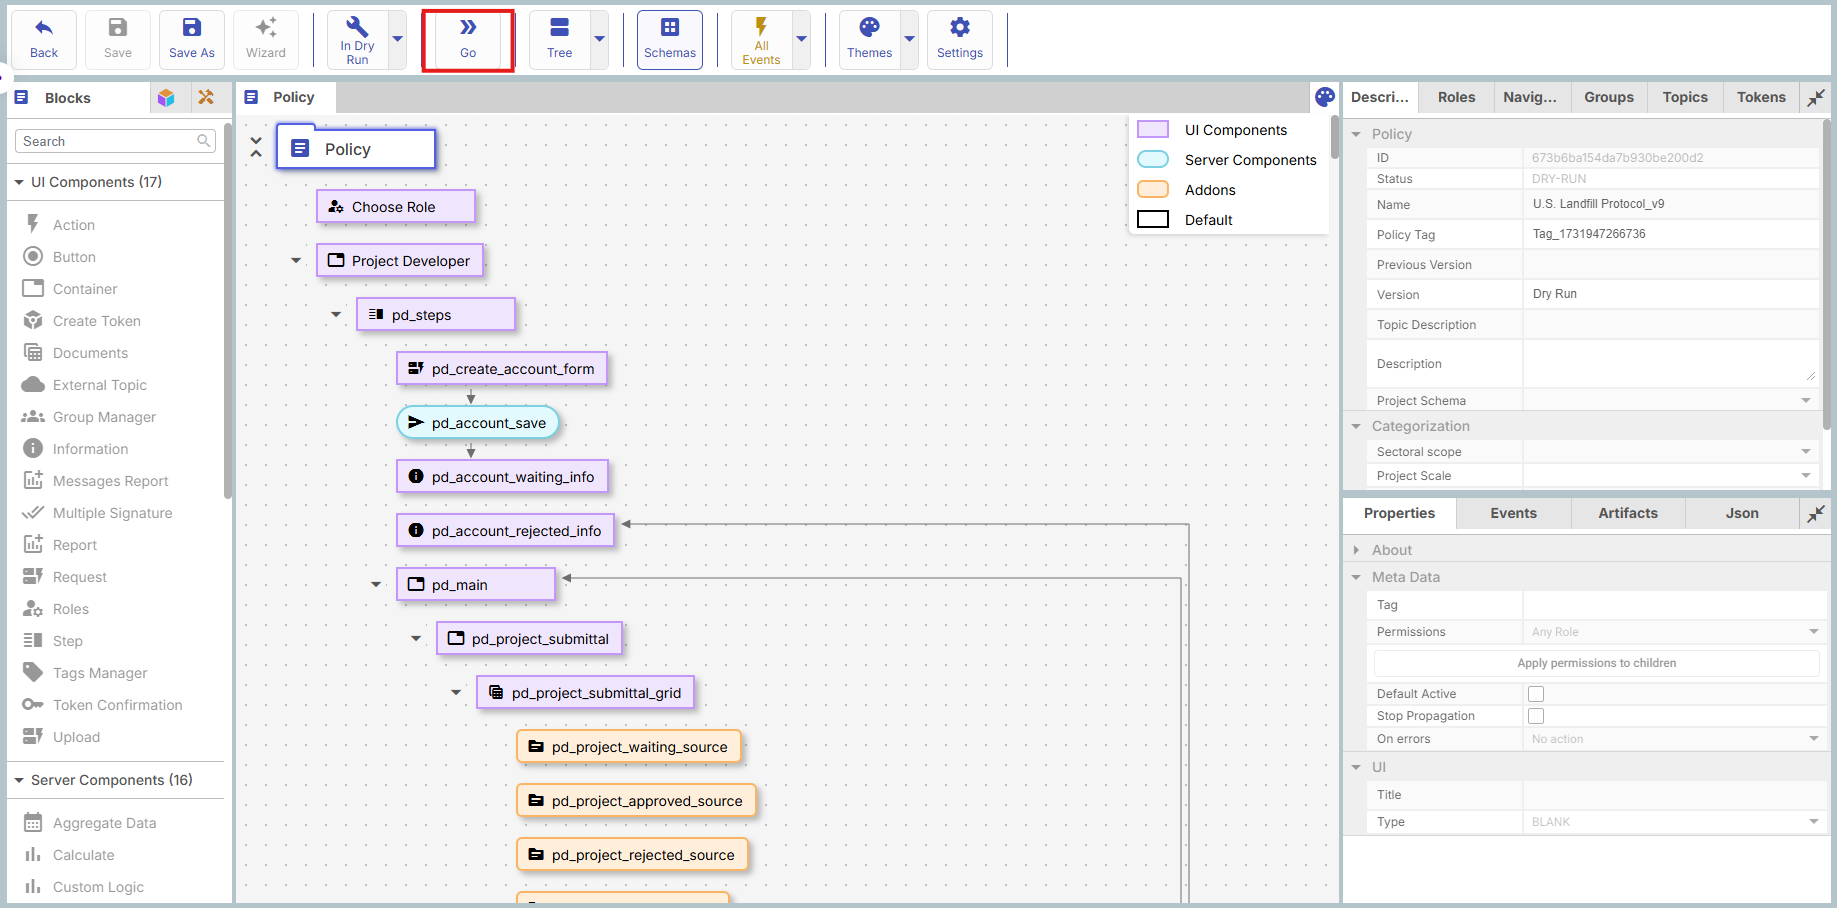 Back
Save
Save As
Wizard
In Dry
Run
Go
Tree
Schemas
All
Events
Themes
Settings
Blocks
Search
UI Components (17)
Action
Button
Container
Create Token
Documents
External Topic
Group Manager
Information
Messages Report
Multiple Signature
Report
Request
Roles
Step
Tags Manager
Token Confirmation
Upload
Server Components (16)
Aggregate Data
Calculate
Custom Logic
Policy
Policy
Choose Role
Project Developer
pd_steps
pd_create_account_form
pd_account_save
pd_account_waiting_info
pd_account_rejected_info
pd_main
pd_project_submittal
pd_project_submittal_grid
pd_project_waiting_source
pd_project_approved_source
pd_project_rejected_source
UI Components
Server Components
Addons
Default
Descri... Roles Navig... Groups Topics Tokens
Policy
ID 673b6ba154da7b930be200d2
Status DRY-RUN
Name U.S. Landfill Protocol_v9
Policy Tag Tag_1731947266736
Previous Version
Version Dry Run
Topic Description
Description
Project Schema
Categorization
Sectoral scope
Project Scale
Properties Events Artifacts Json
About
Meta Data
Tag
Permissions Any Role
Apply permissions to children
Default Active
Stop Propagation
On errors No action
UI
Title
Type BLANK